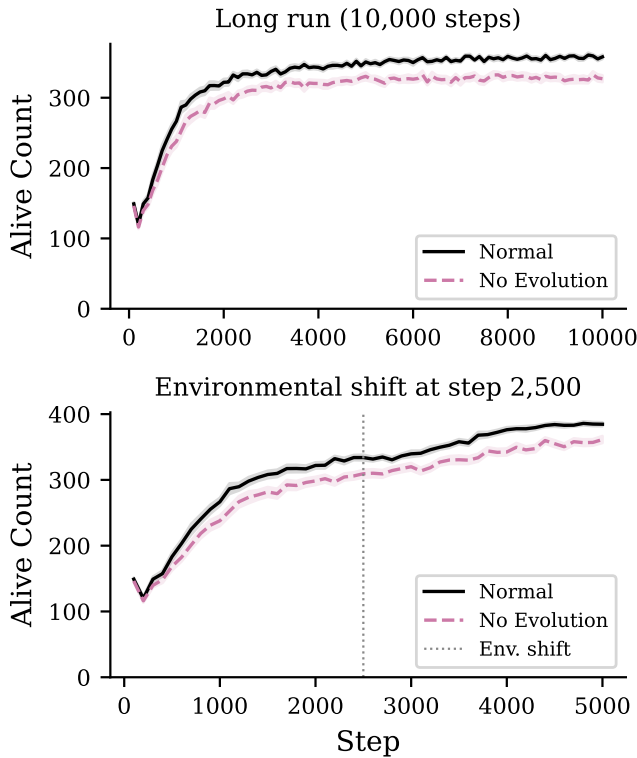 Long run (10,000 steps)
Alive Count
300
200
100
0
Normal
No Evolution
0 2000 4000 6000 8000 10000
Environmental shift at step 2,500
Alive Count
400
300
200
100
0
Normal
No Evolution
Env. shift
0 1000 2000 3000 4000 5000
Step